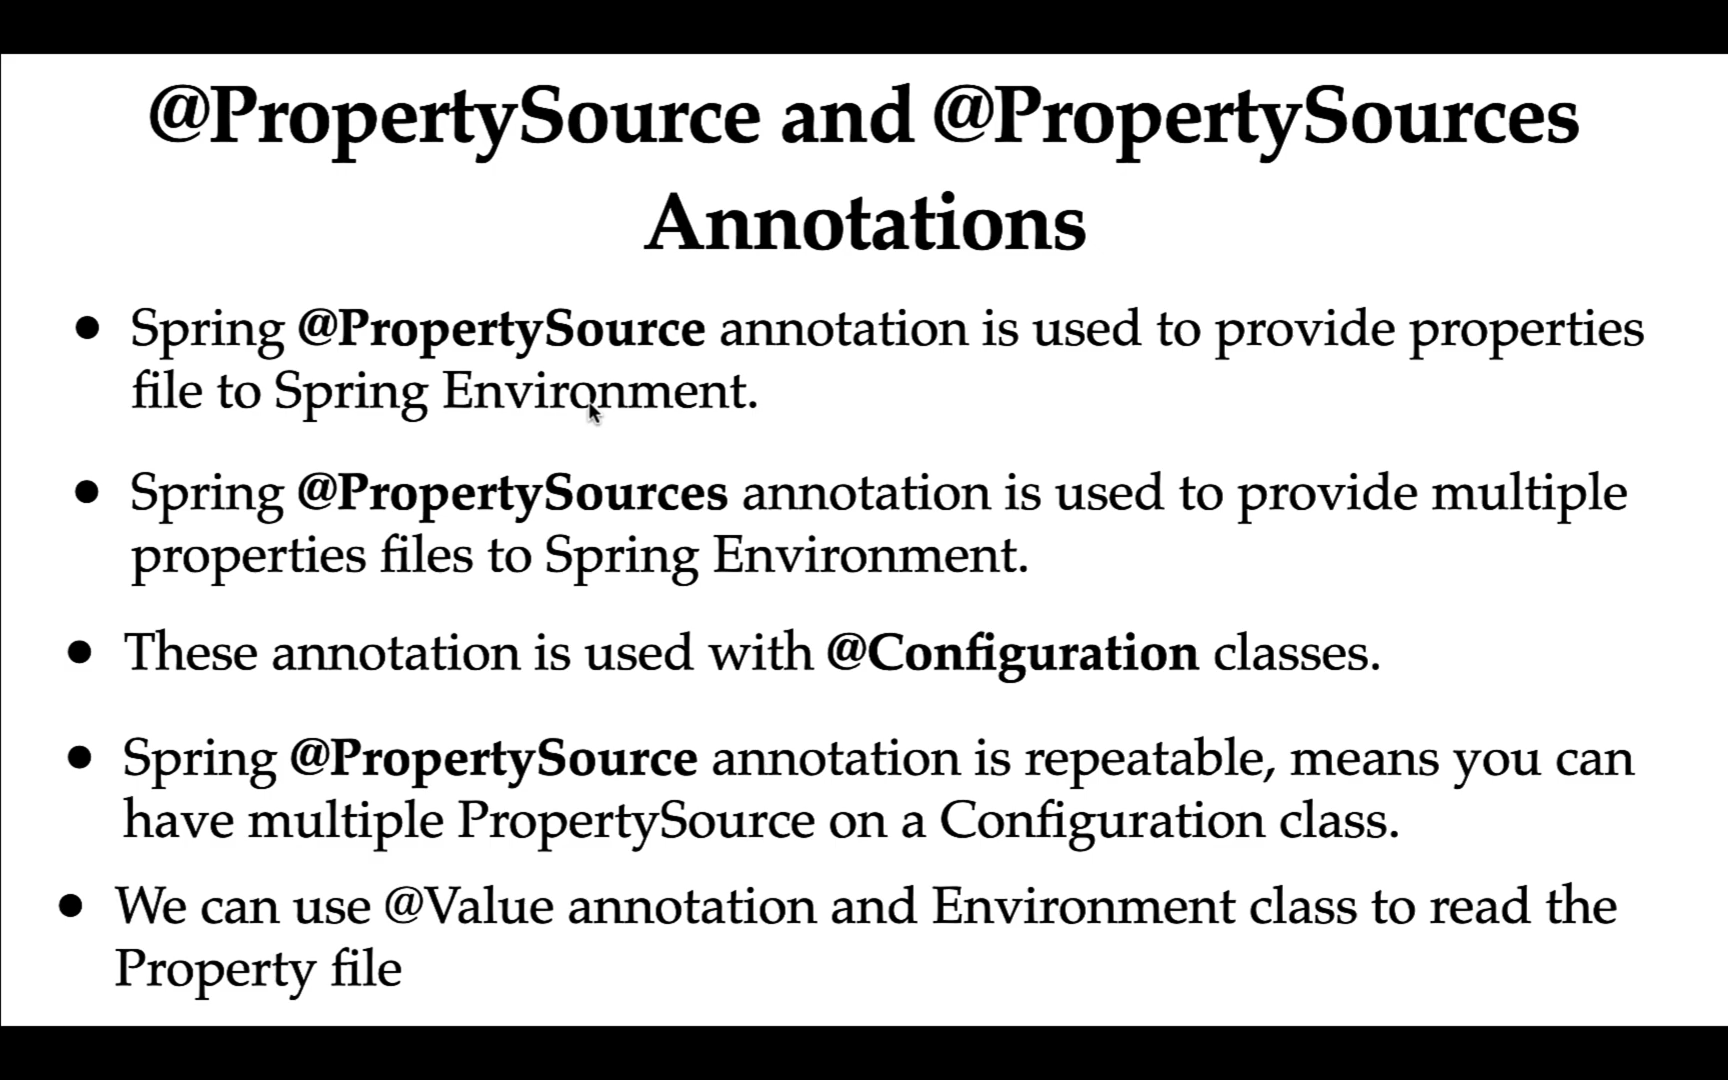 @PropertySource and @PropertySources
Annotations
• Spring @PropertySource annotation is used to provide properties
file to Spring Environment.
• Spring @PropertySources annotation is used to provide multiple
properties files to Spring Environment.
• These annotation is used with @Configuration classes.
• Spring @PropertySource annotation is repeatable, means you can
have multiple PropertySource on a Configuration class.
• We can use @Value annotation and Environment class to read the
Property file